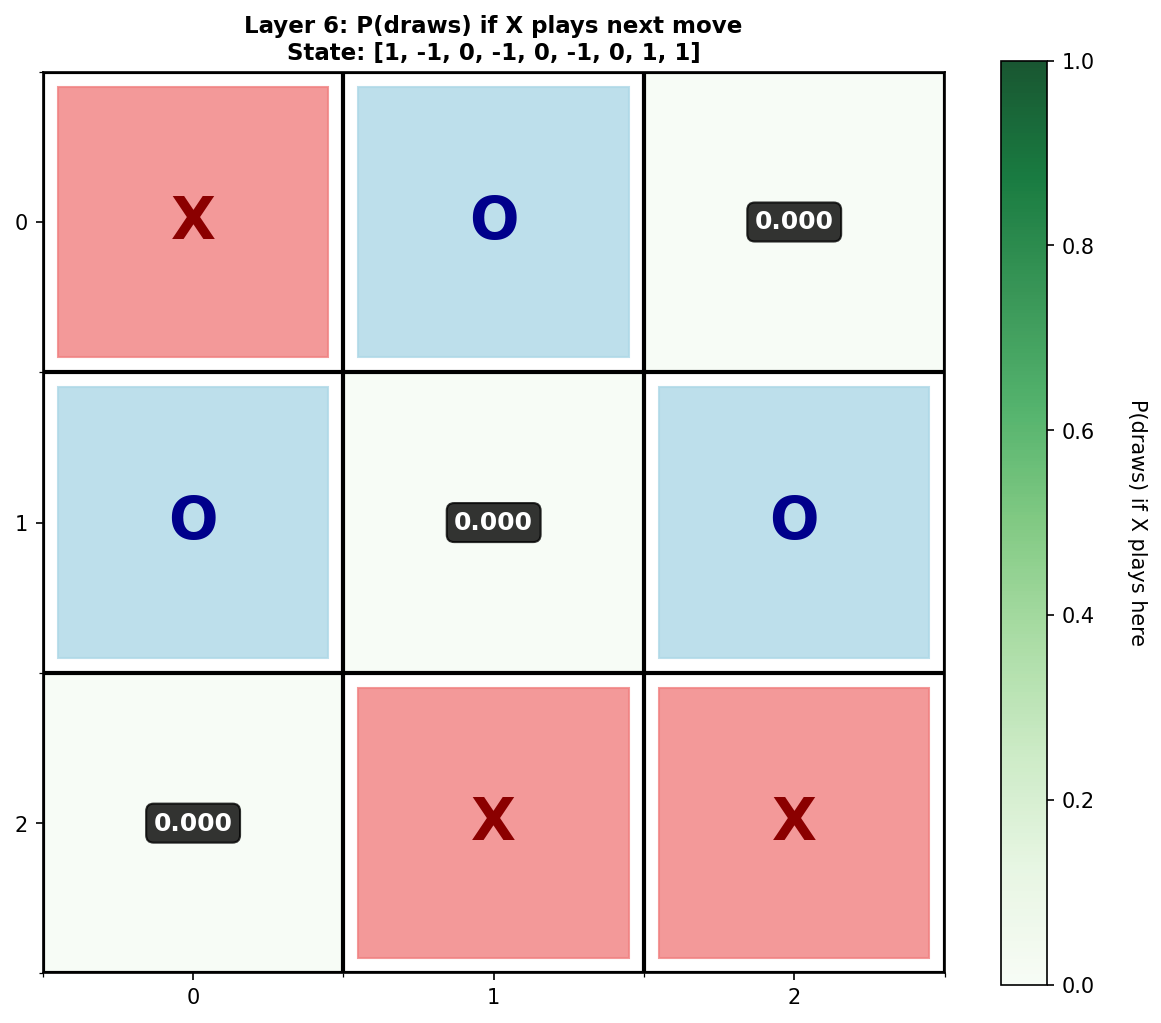 Layer 6: P(draws) if X plays next move
State: [1, -1, 0, -1, 0, -1, 0, 1, 1]
X
O
0.000
O
0.000
O
0.000
X
X
0
1
2
0
1
2
1.0
0.8
0.6
0.4
0.2
0.0
P(draws) if X plays here